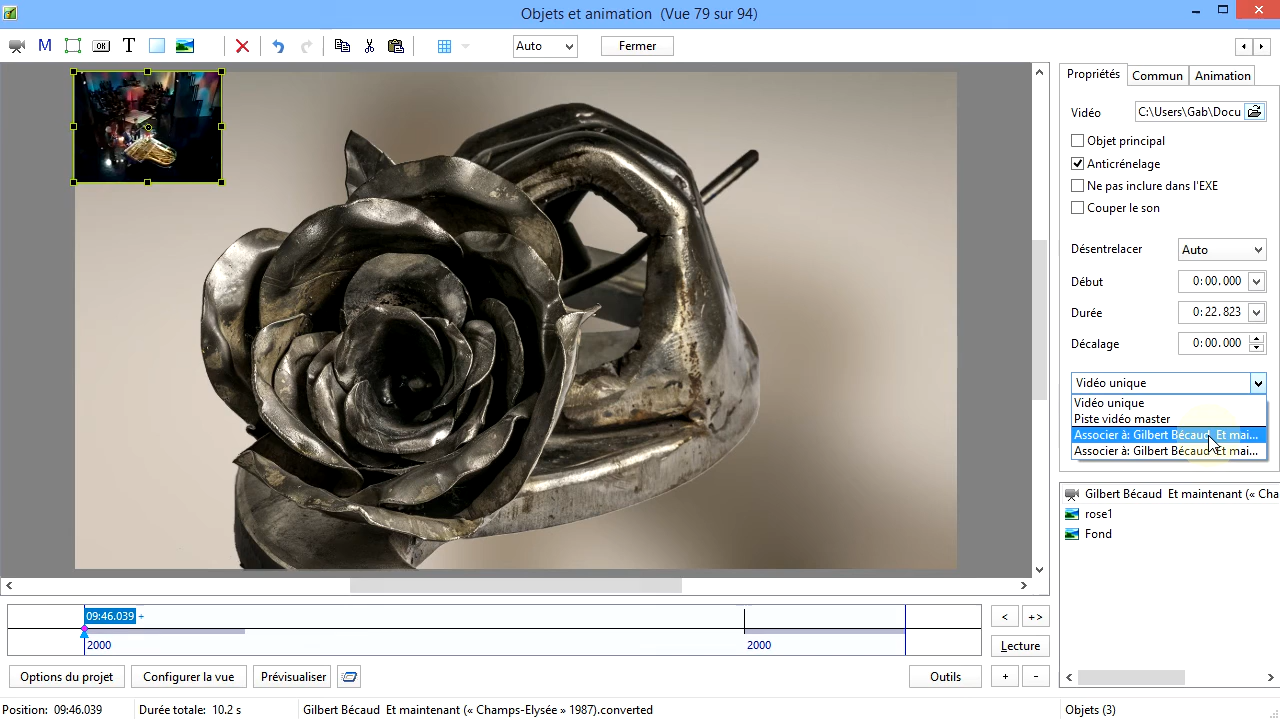 Objets et animation (Vue 79 sur 94)
M
OK
T
Auto
Fermer
Propriétés
Commun
Animation
Vidéo
C:\Users\Gab\Docu
Objet principal
Anticrénelage
Ne pas inclure dans l'EXE
Couper le son
Désentrelacer
Auto
Début
0:00.000
Durée
0:22.823
Décalage
0:00.000
Vidéo unique
Vidéo unique
Piste vidéo master
Associer à: Gilbert Bécaud Et mai...
Associer à: Gilbert Bécaud Et mai...
Gilbert Bécaud Et maintenant (« Cha
rose1
Fond
09:46.039 +
2000
2000
<
+>
Lecture
Options du projet
Configurer la vue
Prévisualiser
Outils
+
-
Position: 09:46.039
Durée totale: 10.2 s
Gilbert Bécaud Et maintenant (« Champs-Elysée » 1987).converted
Objets (3)